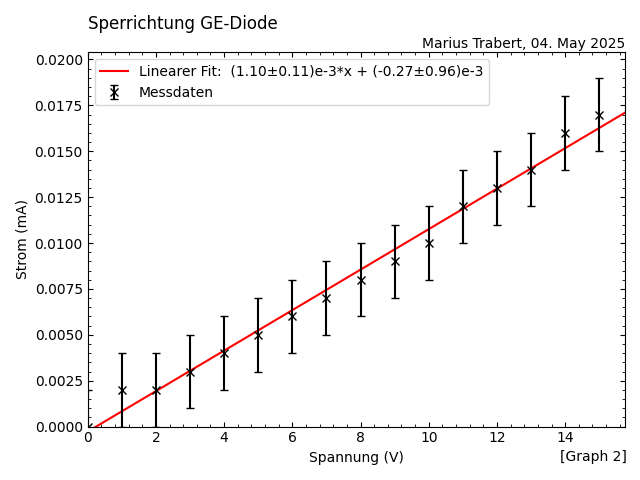 Sperrichtung GE-Diode
Marius Trabert, 04. May 2025
Linearer Fit:  (1.10±0.11)e-3*x + (-0.27±0.96)e-3
Messdaten
Strom (mA)
0.0200
0.0175
0.0150
0.0125
0.0100
0.0075
0.0050
0.0025
0.0000
0 2 4 6 8 10 12 14
Spannung (V)
[Graph 2]